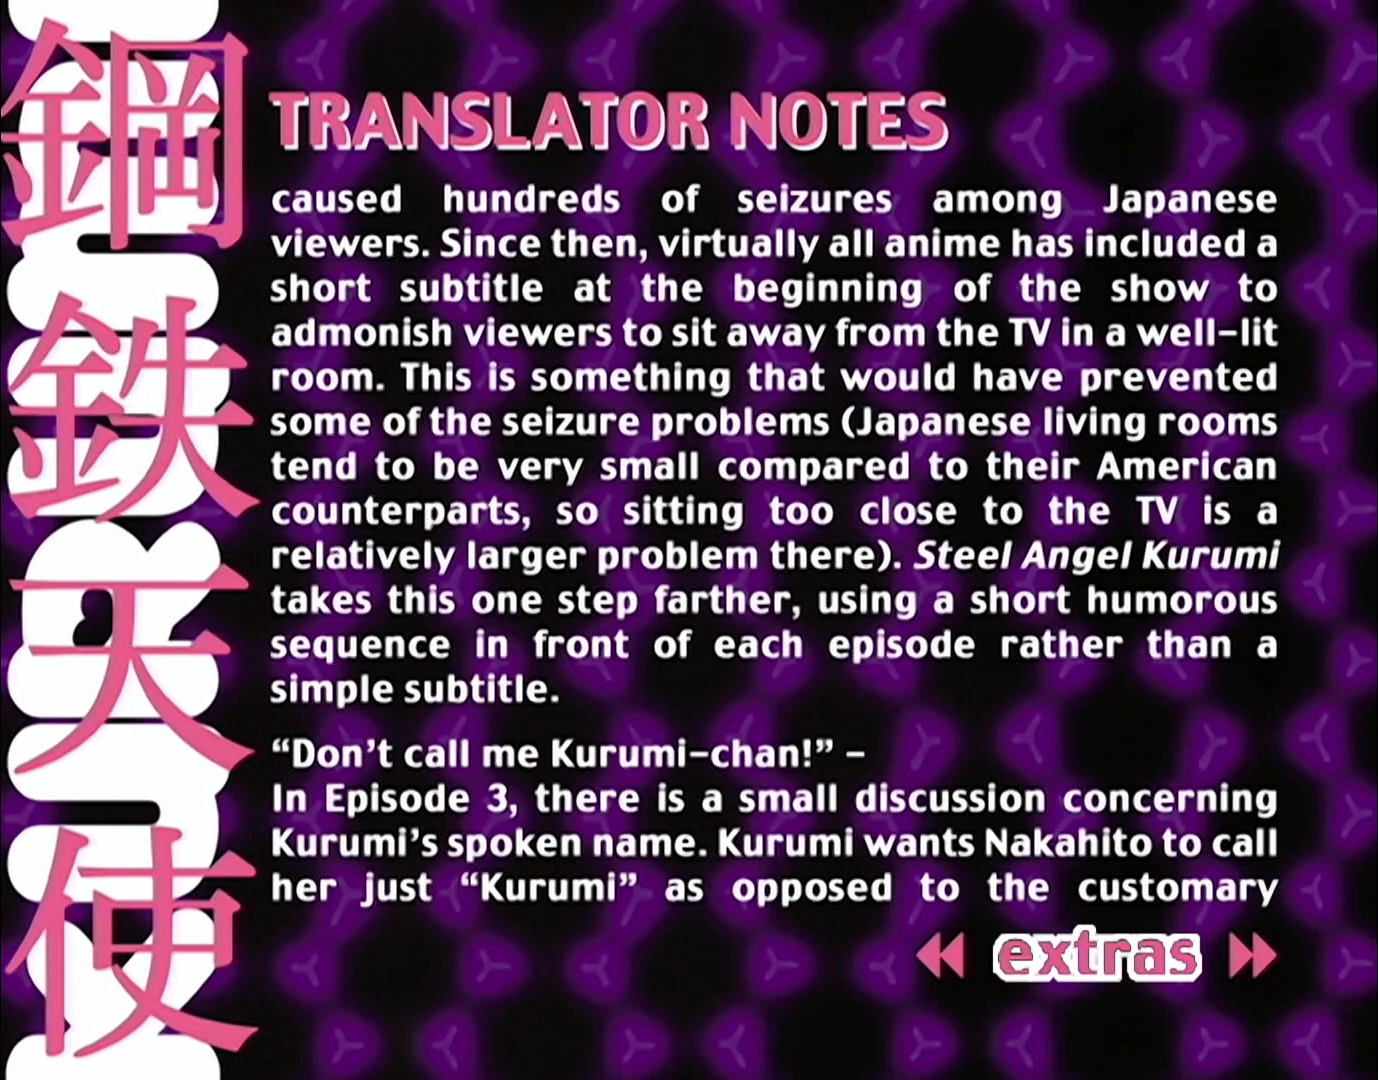 鋼鉄天使
TRANSLATOR NOTES
caused hundreds of seizures among Japanese
viewers. Since then, virtually all anime has included a
short subtitle at the beginning of the show to
admonish viewers to sit away from the TV in a well-lit
room. This is something that would have prevented
some of the seizure problems (Japanese living rooms
tend to be very small compared to their American
counterparts, so sitting too close to the TV is a
relatively larger problem there). Steel Angel Kurumi
takes this one step farther, using a short humorous
sequence in front of each episode rather than a
simple subtitle.
“Don’t call me Kurumi-chan!” –
In Episode 3, there is a small discussion concerning
Kurumi’s spoken name. Kurumi wants Nakahito to call
her just “Kurumi” as opposed to the customary
extras